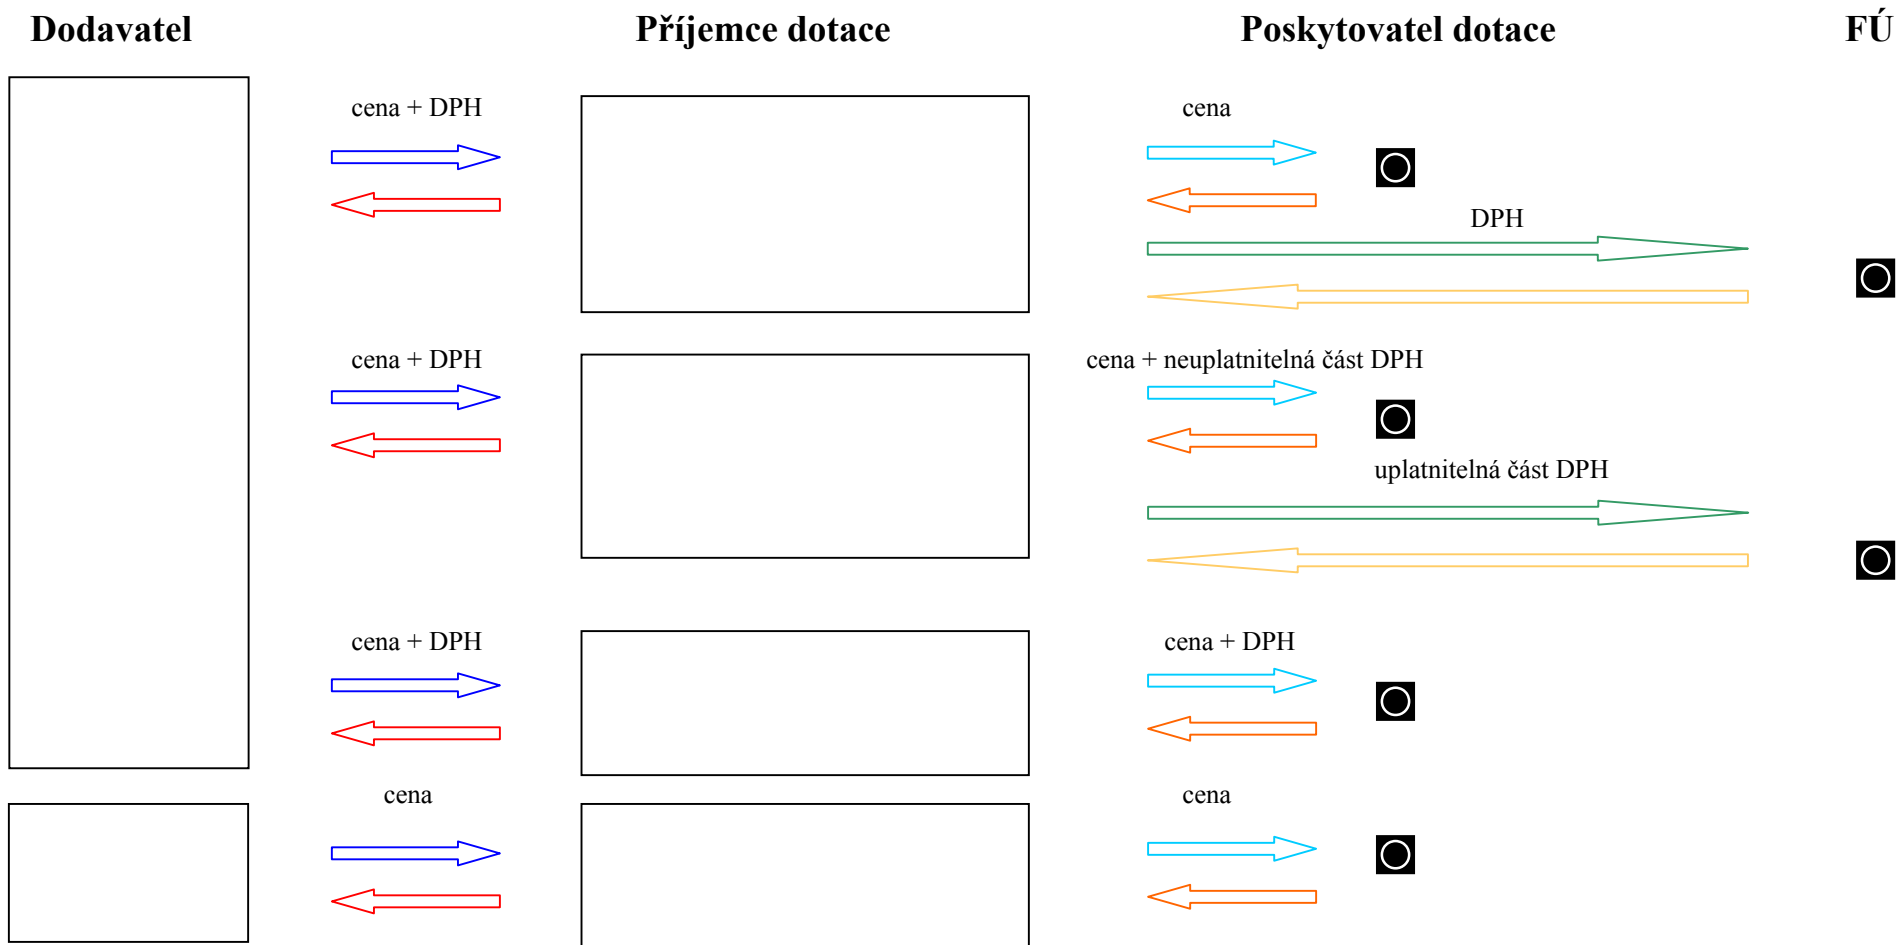 Dodavatel
Příjemce dotace
Poskytovatel dotace
FÚ
cena + DPH
cena
DPH
cena + DPH
cena + neuplatnitelná část DPH
uplatnitelná část DPH
cena + DPH
cena + DPH
cena
cena